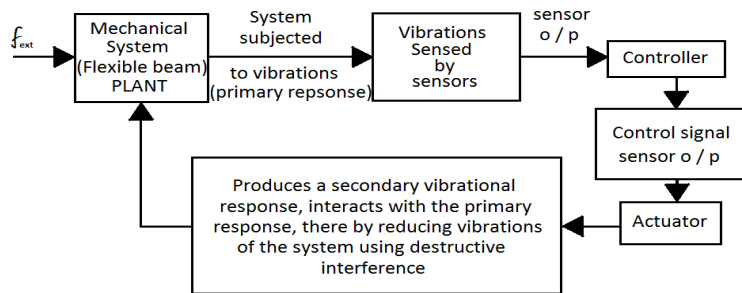 f_ext
Mechanical
System
(Flexible beam)
PLANT
System
subjected
to vibrations
(primary repsonse)
Vibrations
Sensed
by
sensors
sensor
o / p
Controller
Control signal
sensor o / p
Actuator
Produces a secondary vibrational
response, interacts with the primary
response, there by reducing vibrations
of the system using destructive
interference